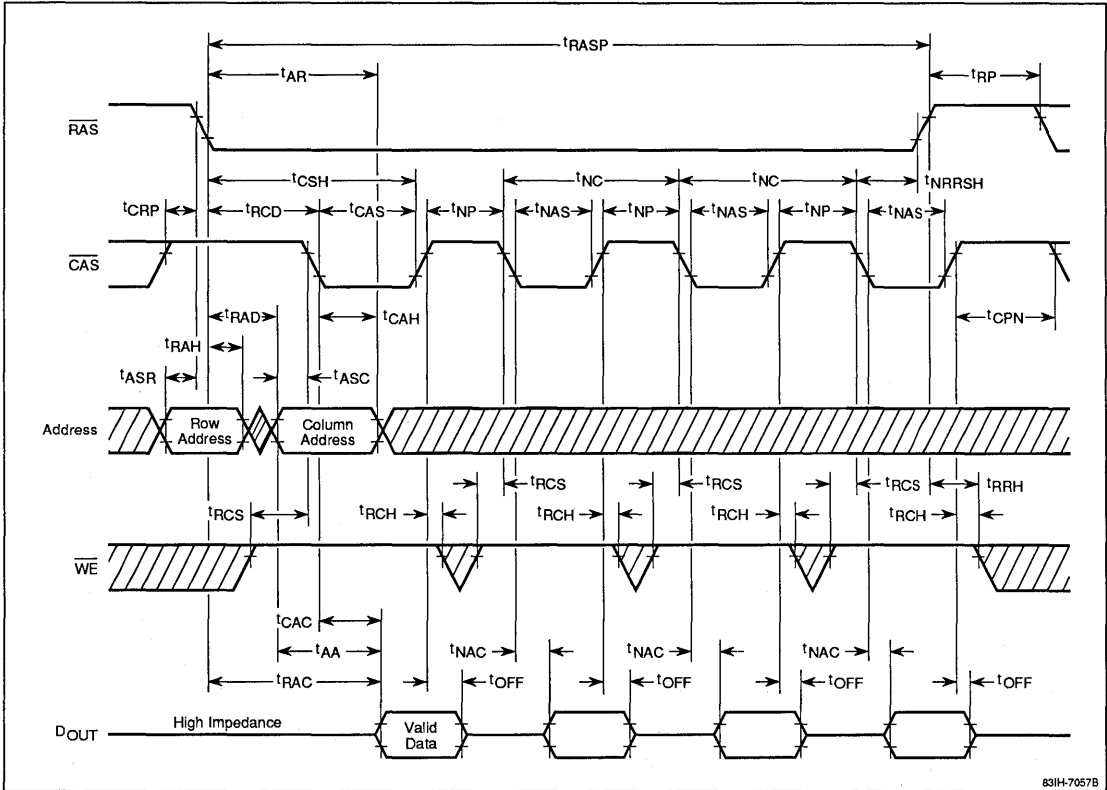 tRASP
tAR
tRP
RAS
tCSH
tNC
tNC
tNRRSH
tCRP
tRCD
tCAS
tNP
tNAS
tNP
tNAS
tNP
tNAS
CAS
tRAD
tCAH
tCPN
tRAH
tASR
tASC
Address
Row Address
Column Address
tRCS
tRCS
tRCS
tRRH
tRCS
tRCH
tRCH
tRCH
tRCH
WE
tCAC
tAA
tNAC
tNAC
tNAC
tRAC
tOFF
tOFF
tOFF
tOFF
High Impedance
DOUT
Valid Data
83IH-7057B